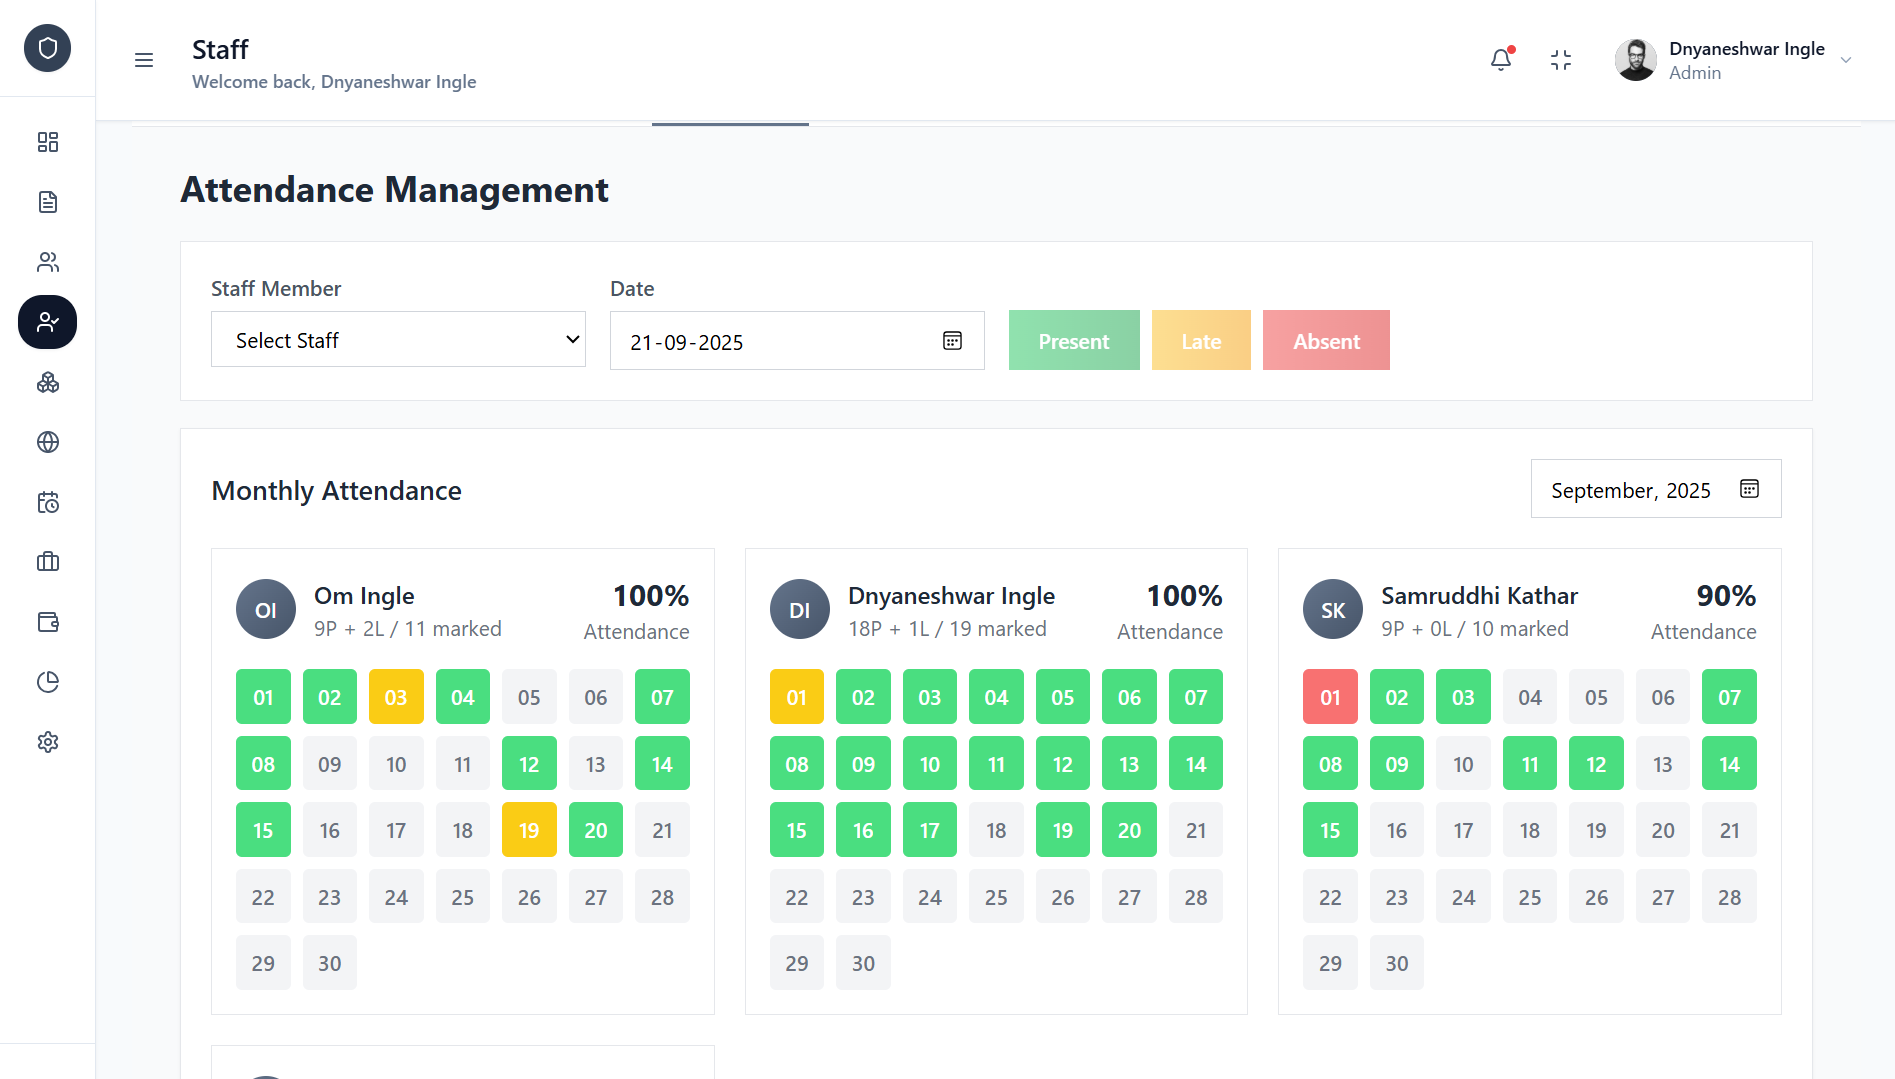 Staff
Welcome back, Dnyaneshwar Ingle
Dnyaneshwar Ingle
Admin
Attendance Management
Staff Member
Date
Select Staff
21-09-2025
Present
Late
Absent
Monthly Attendance
September, 2025
OI
Om Ingle
9P + 2L / 11 marked
100%
Attendance
01 02 03 04 05 06 07
08 09 10 11 12 13 14
15 16 17 18 19 20 21
22 23 24 25 26 27 28
29 30
DI
Dnyaneshwar Ingle
18P + 1L / 19 marked
100%
Attendance
01 02 03 04 05 06 07
08 09 10 11 12 13 14
15 16 17 18 19 20 21
22 23 24 25 26 27 28
29 30
SK
Samruddhi Kathar
9P + 0L / 10 marked
90%
Attendance
01 02 03 04 05 06 07
08 09 10 11 12 13 14
15 16 17 18 19 20 21
22 23 24 25 26 27 28
29 30